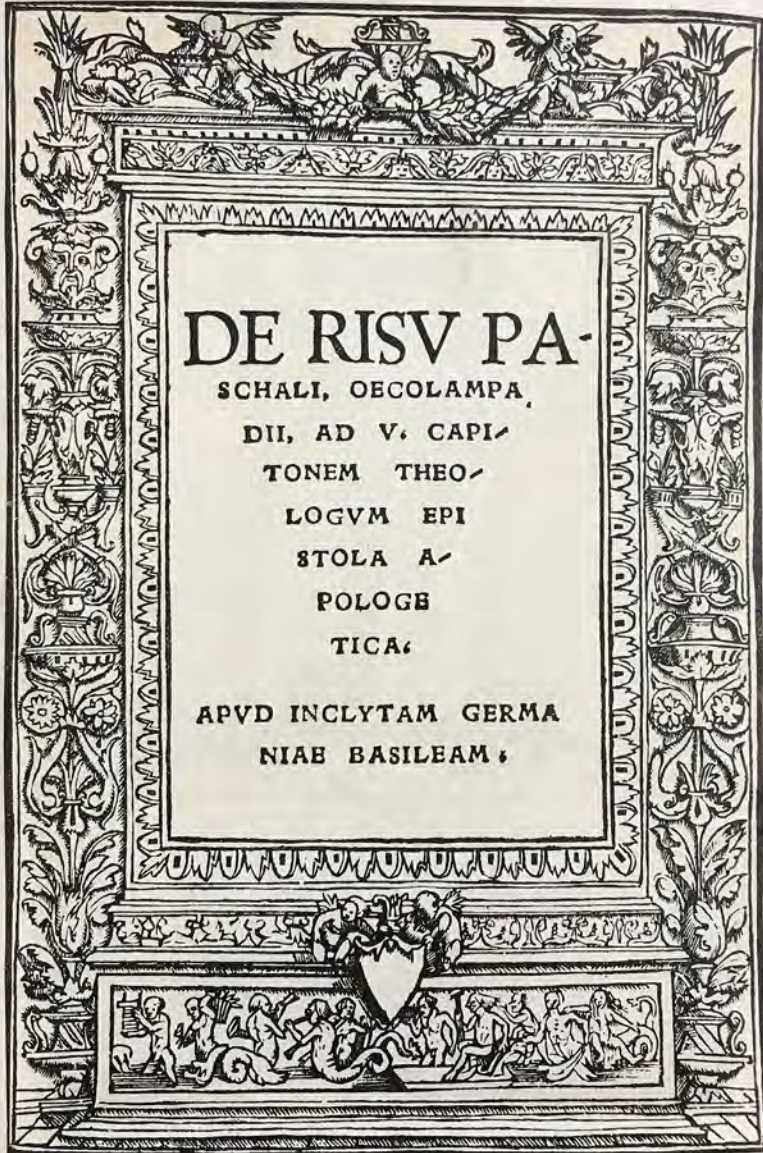 DE RISV PA-
SCHALI, OECOLAMPA
DII, AD V. CAPI-
TONEM THEO-
LOGVM EPI
STOLA A-
POLOGE
TICA.
APVD INCLYTAM GERMA
NIAE BASILEAM.